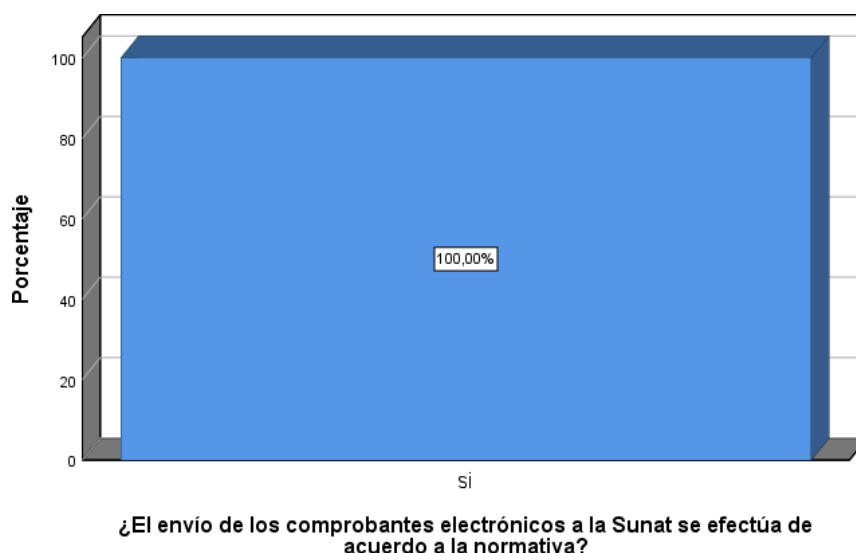 100
80
60
40
20
0
Porcentaje
100,00%
si
¿El envío de los comprobantes electrónicos a la Sunat se efectúa de
acuerdo a la normativa?